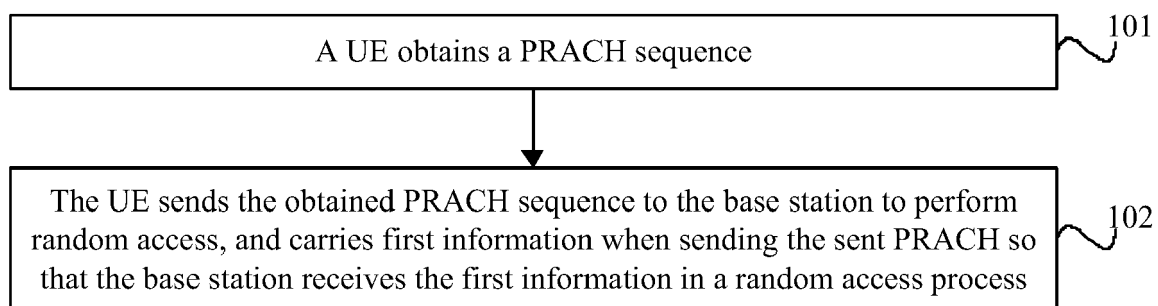 A UE obtains a PRACH sequence
101
The UE sends the obtained PRACH sequence to the base station to perform
random access, and carries first information when sending the sent PRACH so
that the base station receives the first information in a random access process
102